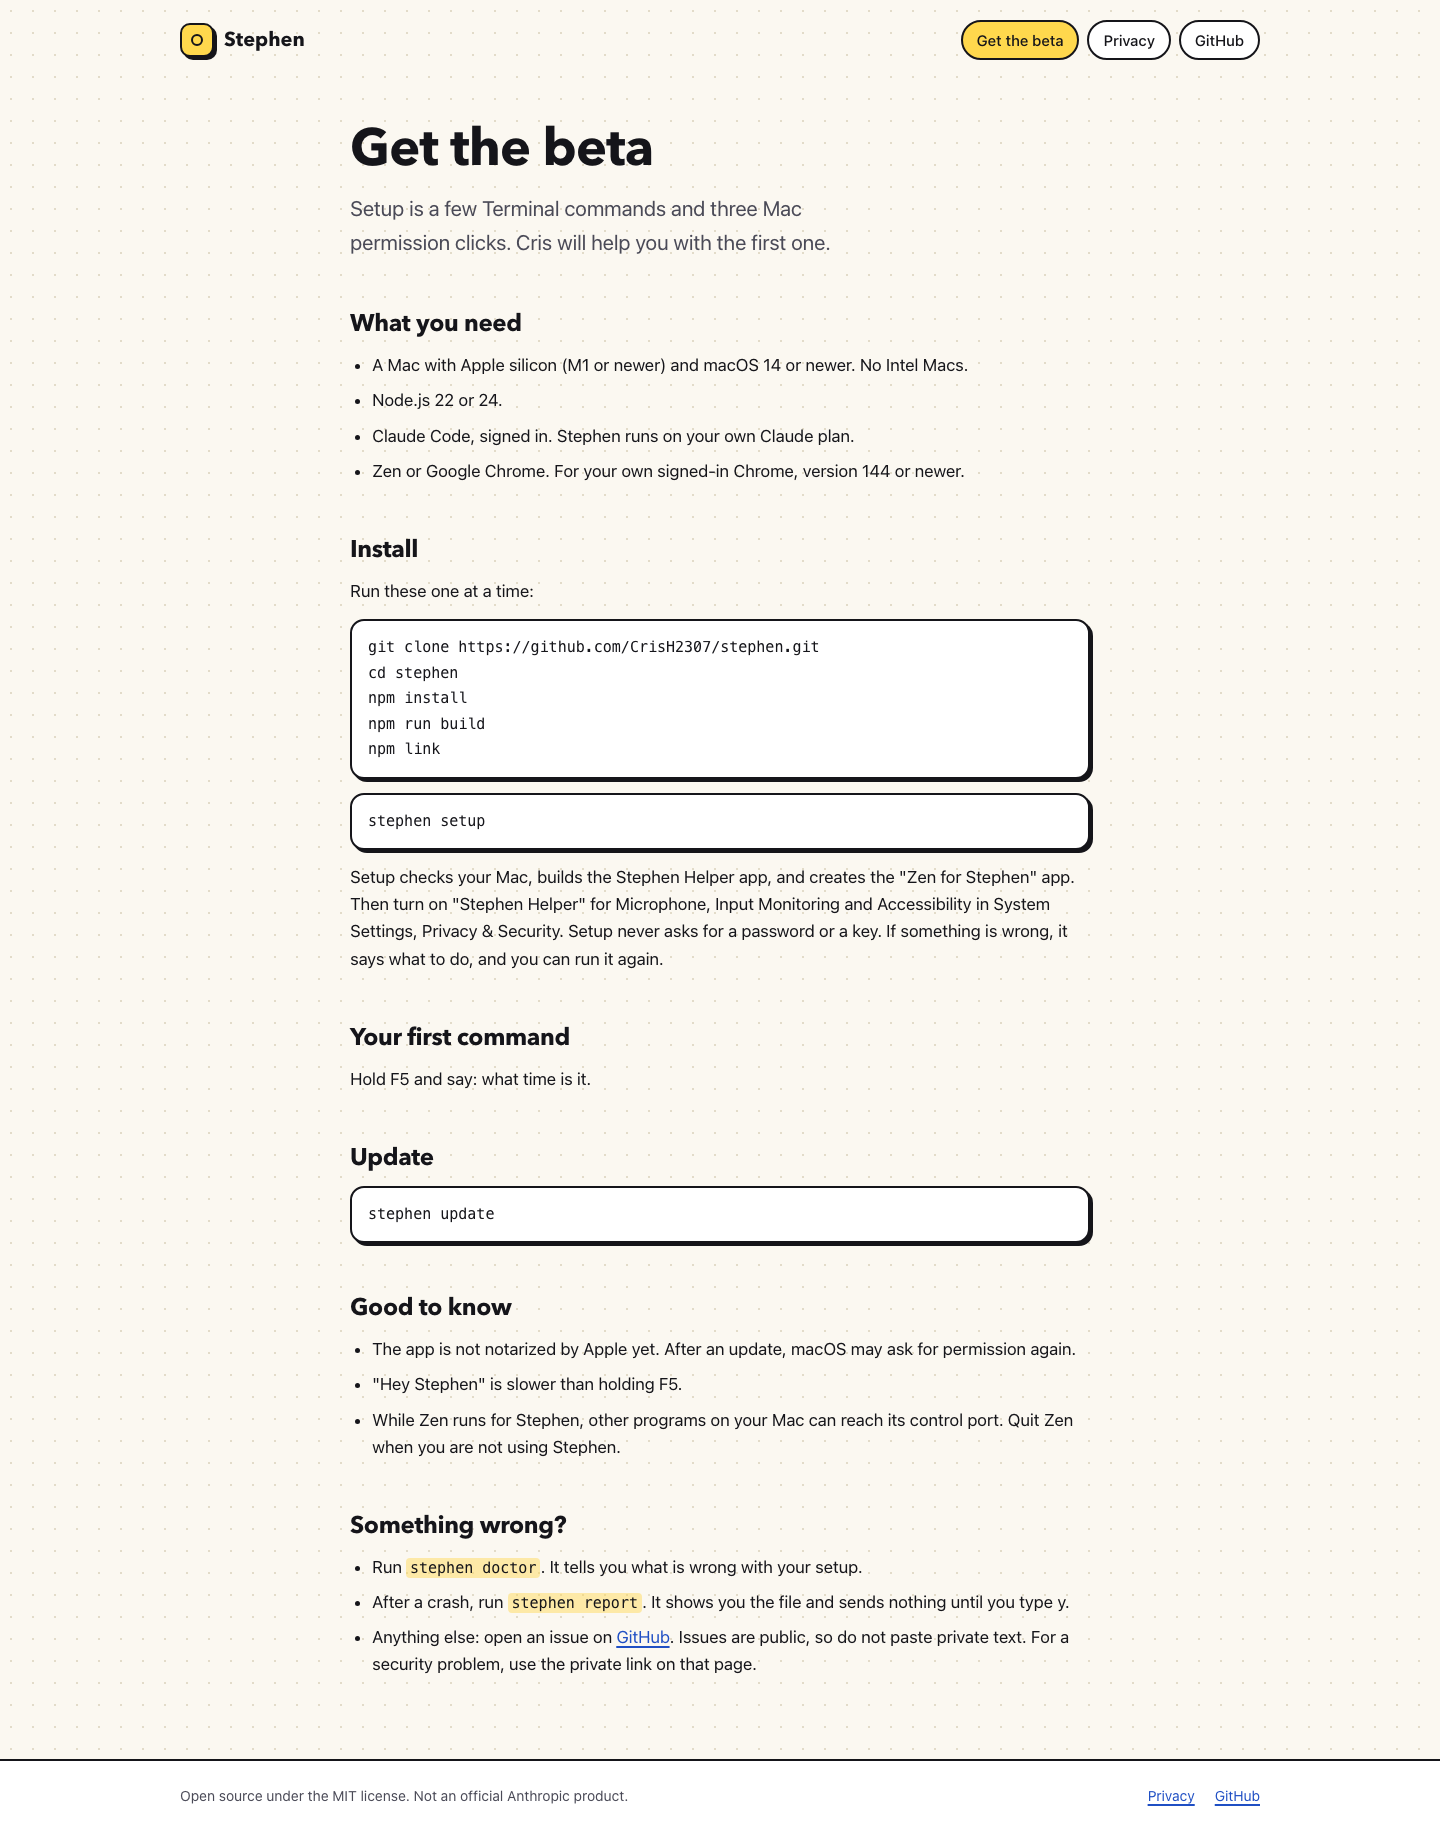 Stephen
Get the beta
Privacy
GitHub
Get the beta
Setup is a few Terminal commands and three Mac
permission clicks. Cris will help you with the first one.
What you need
• A Mac with Apple silicon (M1 or newer) and macOS 14 or newer. No Intel Macs.
• Node.js 22 or 24.
• Claude Code, signed in. Stephen runs on your own Claude plan.
• Zen or Google Chrome. For your own signed-in Chrome, version 144 or newer.
Install
Run these one at a time:
git clone https://github.com/CrisH2307/stephen.git
cd stephen
npm install
npm run build
npm link
stephen setup
Setup checks your Mac, builds the Stephen Helper app, and creates the "Zen for Stephen" app.
Then turn on "Stephen Helper" for Microphone, Input Monitoring and Accessibility in System
Settings, Privacy & Security. Setup never asks for a password or a key. If something is wrong, it
says what to do, and you can run it again.
Your first command
Hold F5 and say: what time is it.
Update
stephen update
Good to know
• The app is not notarized by Apple yet. After an update, macOS may ask for permission again.
• "Hey Stephen" is slower than holding F5.
• While Zen runs for Stephen, other programs on your Mac can reach its control port. Quit Zen
when you are not using Stephen.
Something wrong?
• Run stephen doctor. It tells you what is wrong with your setup.
• After a crash, run stephen report. It shows you the file and sends nothing until you type y.
• Anything else: open an issue on GitHub. Issues are public, so do not paste private text. For a
security problem, use the private link on that page.
Open source under the MIT license. Not an official Anthropic product.
Privacy
GitHub